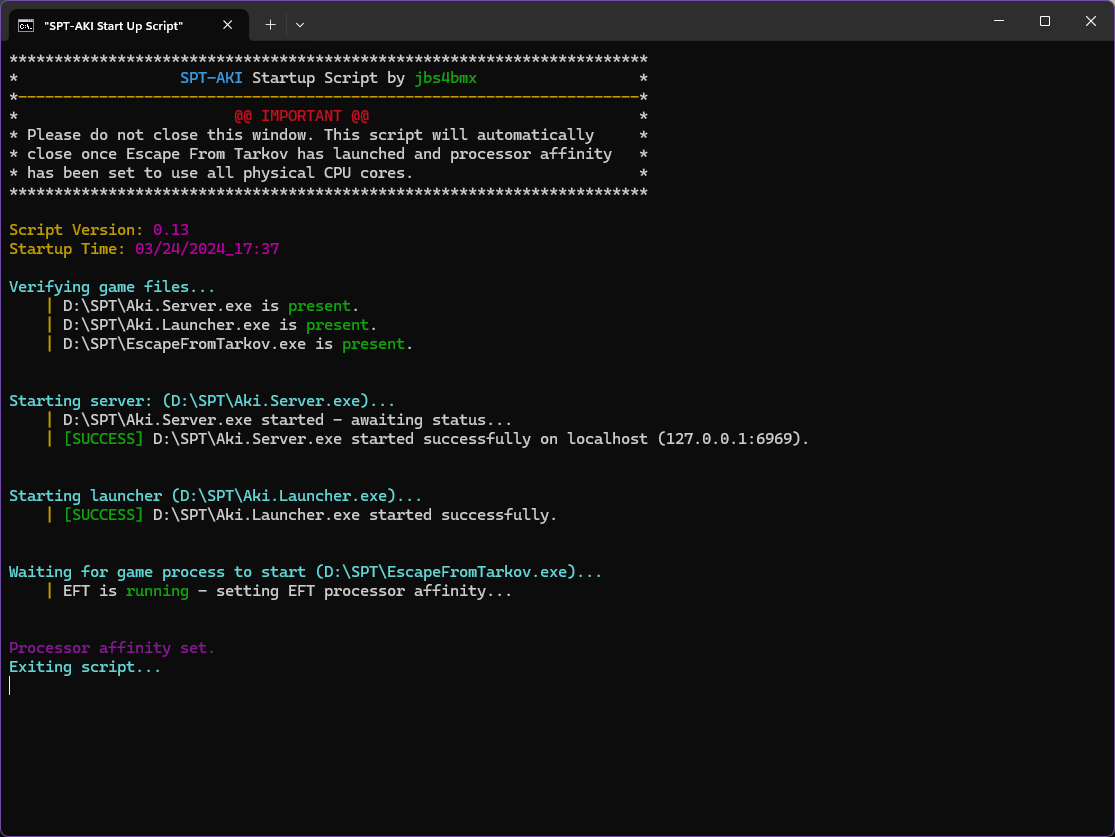 "SPT-AKI Start Up Script"
***********************************************************************
* SPT-AKI Startup Script by jbs4bmx *
*---------------------------------------------------------------------*
* @@ IMPORTANT @@ *
* Please do not close this window. This script will automatically *
* close once Escape From Tarkov has launched and processor affinity *
* has been set to use all physical CPU cores. *
***********************************************************************
Script Version: 0.13
Startup Time: 03/24/2024_17:37
Verifying game files...
| D:\SPT\Aki.Server.exe is present.
| D:\SPT\Aki.Launcher.exe is present.
| D:\SPT\EscapeFromTarkov.exe is present.
Starting server: (D:\SPT\Aki.Server.exe)...
| D:\SPT\Aki.Server.exe started - awaiting status...
| [SUCCESS] D:\SPT\Aki.Server.exe started successfully on localhost (127.0.0.1:6969).
Starting launcher (D:\SPT\Aki.Launcher.exe)...
| [SUCCESS] D:\SPT\Aki.Launcher.exe started successfully.
Waiting for game process to start (D:\SPT\EscapeFromTarkov.exe)...
| EFT is running - setting EFT processor affinity...
Processor affinity set.
Exiting script...